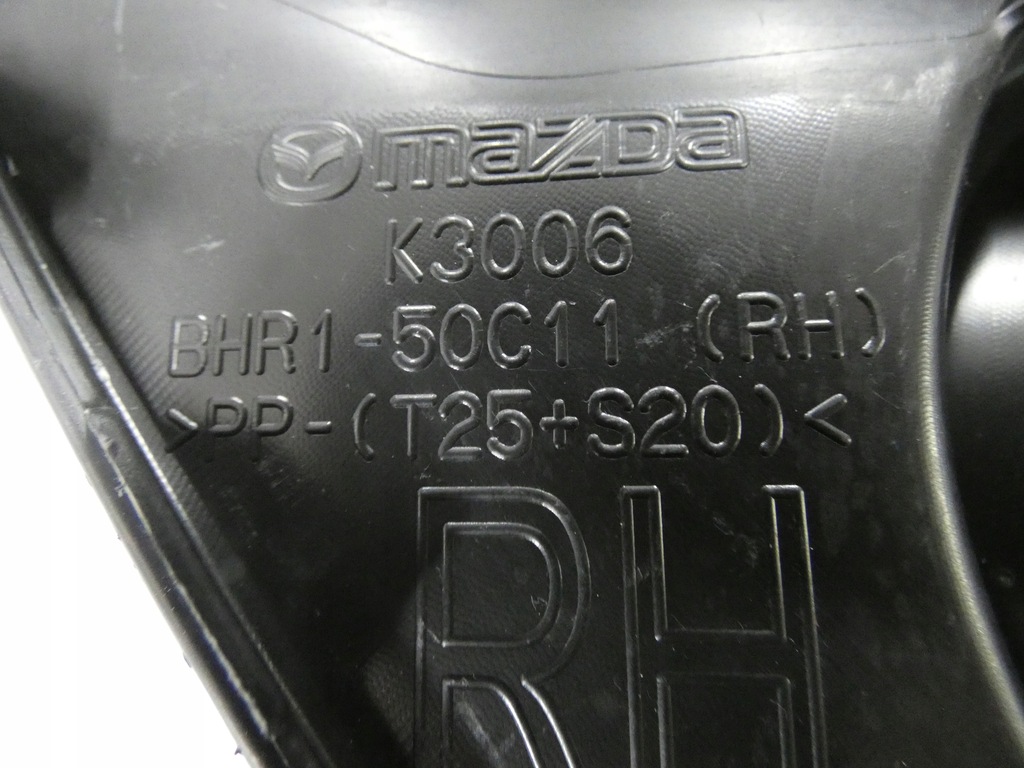 mazda
K3006
BHR1-50C11 (RH)
>PP-(T25+S20)<
RH